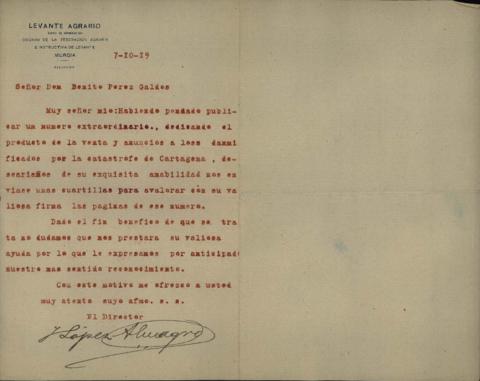 LEVANTE AGRARIO
ORGANO DE LA FEDERACION AGRARIA
E INSTRUCTIVA DE LEVANTE
MURCIA
7-10-19
Señor Don Benito Perez Galdos
Muy señor mio:Habiendo pensado publi
car un numero extraordinario., dedicando el
producto de la venta y anuncios a loss damni
ficados por la catastrofe de Cartagena , de-
seariamos de su exquisita amabilidad nos en
viase unas cuartillas para avalorar con su va
liosa firma las paginas de ese numero.
Dado el fin benefico de que se tra
ta no dudamos que nos prestara su valiosa
ayuda por lo que le expresamos por anticipado
nuestro mas sentido reconocimiento.
Con este motivo me ofrezco a usted
muy atento suyo afmo. s. s.
El Director
J López Almagro